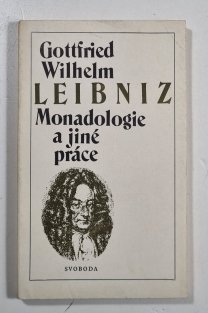 Gottfried
Wilhelm
LEIBNIZ
Monadologie
a jiné
práce
SVOBODA